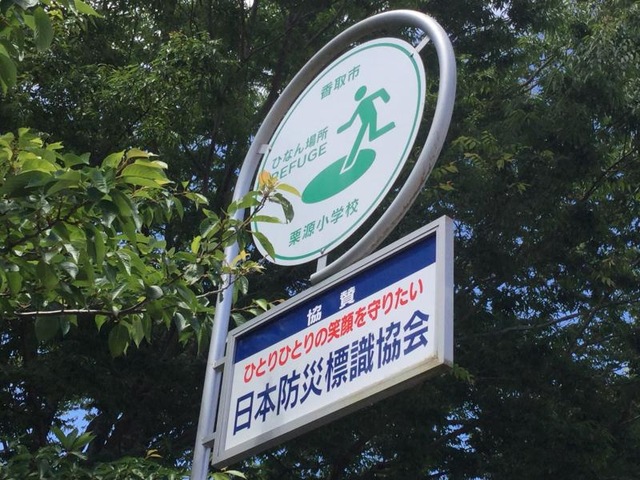 香取市
ひなん場所
REFUGE
栗源小学校
協賛
ひとりひとりの笑顔を守りたい
日本防災標識協会